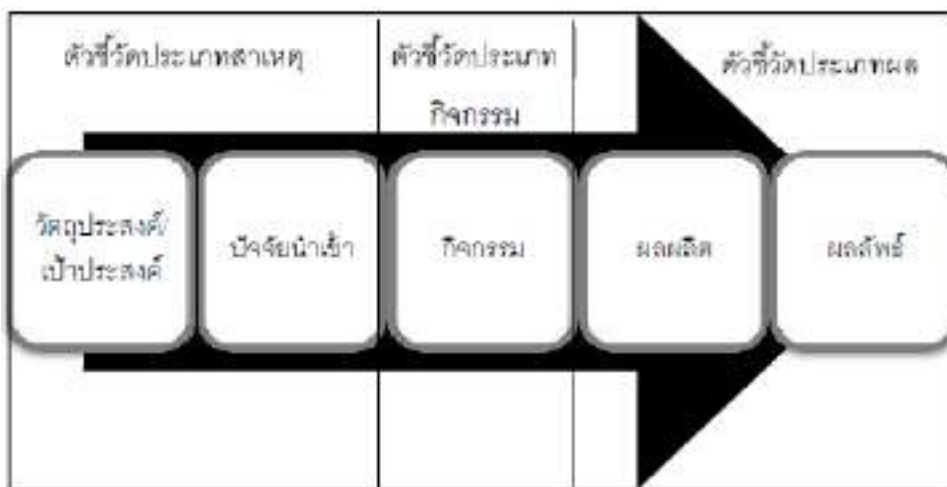 ตัวชี้วัดประเภทสาเหตุ
ตัวชี้วัดประเภท
กิจกรรม
ตัวชี้วัดประเภทผล
วัตถุประสงค์/
เป้าประสงค์
ปัจจัยนำเข้า
กิจกรรม
ผลผลิต
ผลลัพธ์